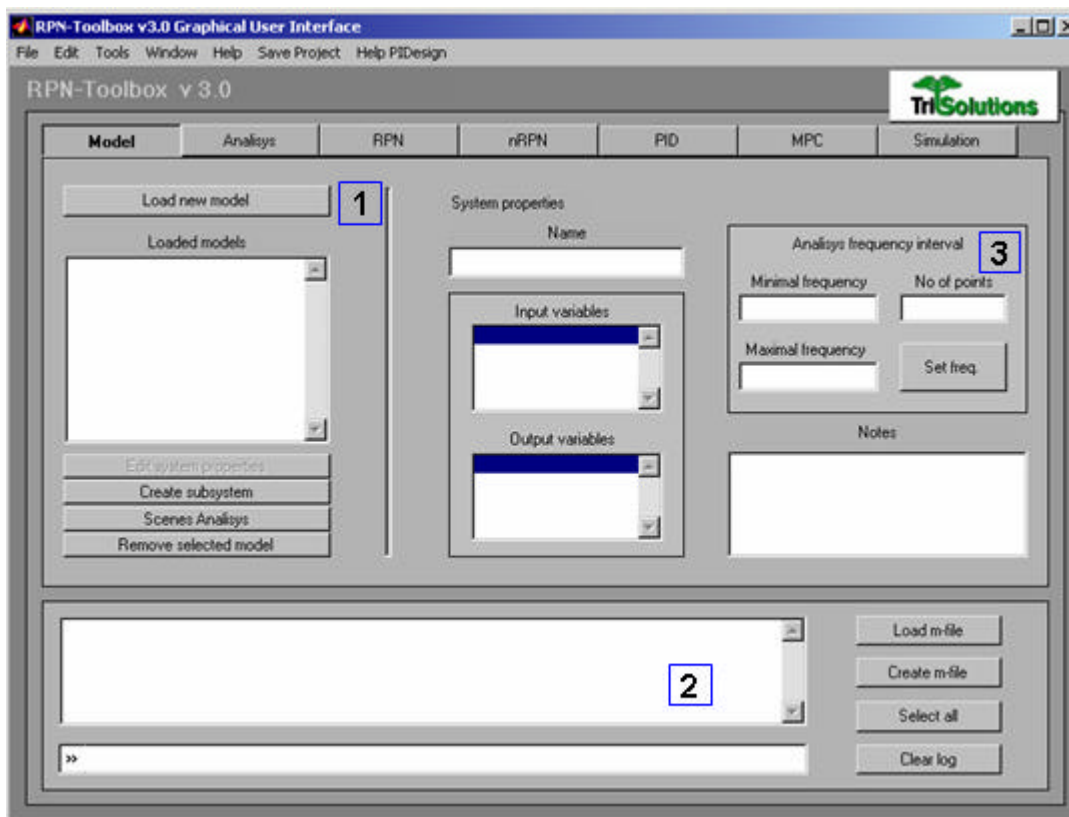 RPN-Toolbox v3.0 Graphical User Interface
File Edit Tools Window Help Save Project Help PIDesign
RPN-Toolbox v 3.0
TriSolutions
Model Analisys RPN nRPN PID MPC Simulation
Load new model
1
Loaded models
Edit system properties
Create subsystem
Scenes Analisys
Remove selected model
System properties
Name
Input variables
Output variables
Analisys frequency interval
3
Minimal frequency No of points
Maximal frequency
Set freq.
Notes
2
»
Load m-file
Create m-file
Select all
Clear log